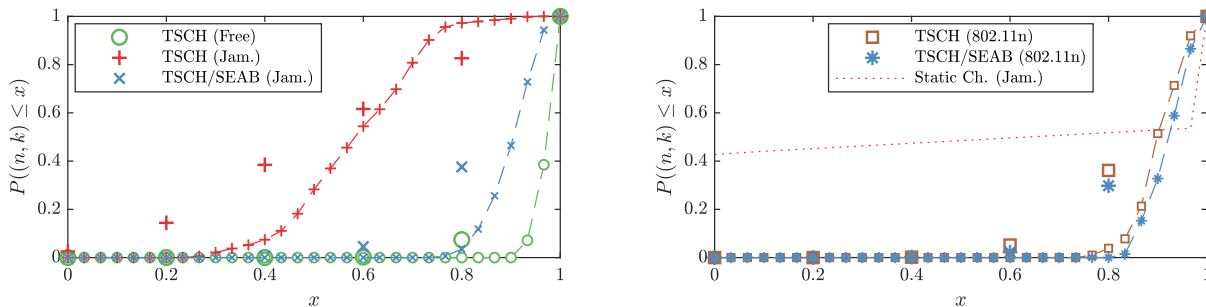 TSCH (Free)
TSCH (Jam.)
TSCH/SEAB (Jam.)
1
0.8
0.6
0.4
0.2
0
P((n, k) ≤ x)
0
0.2
0.4
0.6
0.8
1
x
TSCH (802.11n)
TSCH/SEAB (802.11n)
Static Ch. (Jam.)
1
0.8
0.6
0.4
0.2
0
P((n, k) ≤ x)
0
0.2
0.4
0.6
0.8
1
x